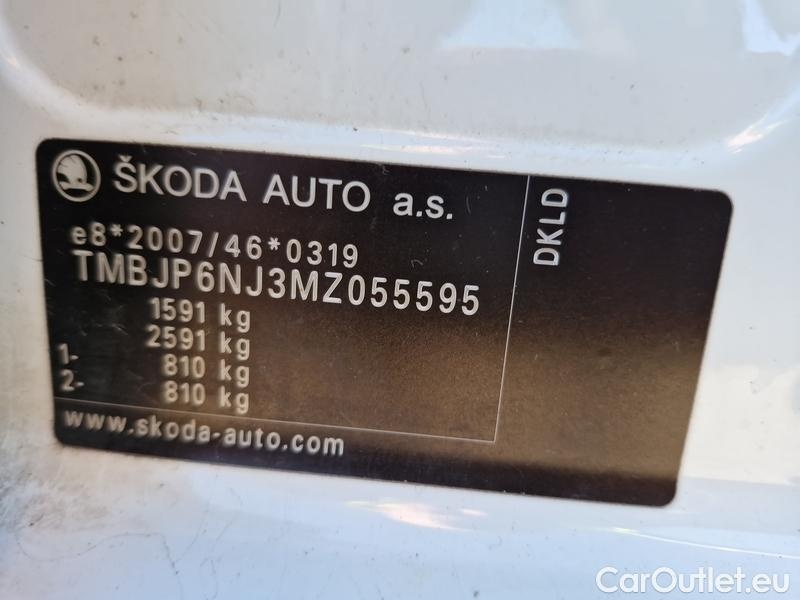 ŠKODA AUTO a.s.
e8*2007/46*0319
TMBJP6NJ3MZ055595
1591 kg
2591 kg
1- 810 kg
2- 810 kg
www.skoda-auto.com
DKLD
CarOutlet.eu